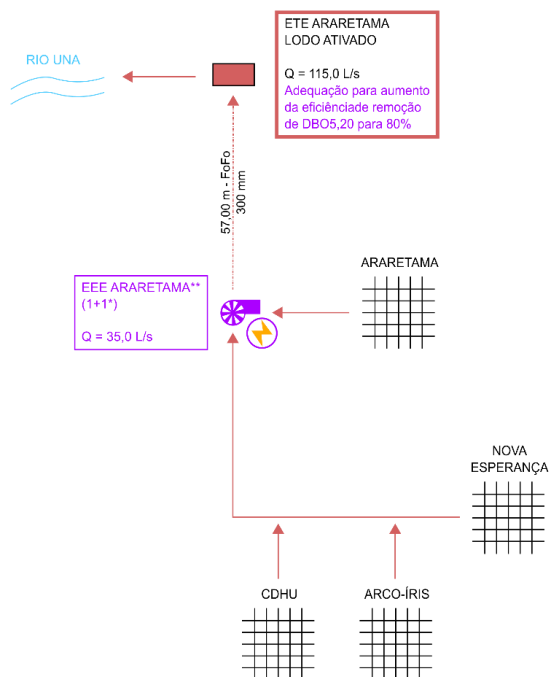 ETE ARARETAMA
LODO ATIVADO
Q = 115,0 L/s
Adequação para aumento
da eficiênciade remoção
de DBO5,20 para 80%
RIO UNA
57,00 m - FoFo
300 mm
ARARETAMA
EEE ARARETAMA**
(1+1*)
Q = 35,0 L/s
NOVA
ESPERANÇA
CDHU
ARCO-ÍRIS